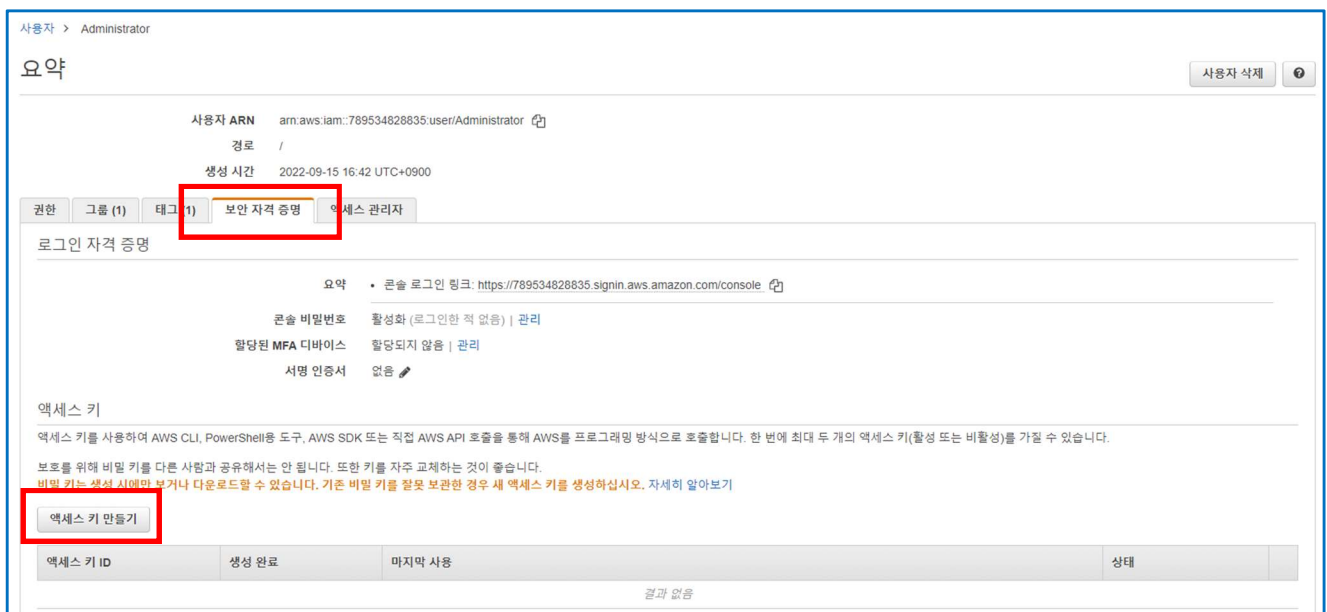 사용자 > Administrator
요약
사용자 삭제
사용자 ARN arn:aws:iam::789534828835:user/Administrator
경로 /
생성 시간 2022-09-15 16:42 UTC+0900
권한 그룹 (1) 태그 (1) 보안 자격 증명 액세스 관리자
로그인 자격 증명
요약 • 콘솔 로그인 링크: https://789534828835.signin.aws.amazon.com/console
콘솔 비밀번호 활성화 (로그인한 적 없음) | 관리
할당된 MFA 디바이스 할당되지 않음 | 관리
서명 인증서 없음
액세스 키
액세스 키를 사용하여 AWS CLI, PowerShell용 도구, AWS SDK 또는 직접 AWS API 호출을 통해 AWS를 프로그래밍 방식으로 호출합니다. 한 번에 최대 두 개의 액세스 키(활성 또는 비활성)를 가질 수 있습니다.
보호를 위해 비밀 키를 다른 사람과 공유해서는 안 됩니다. 또한 키를 자주 교체하는 것이 좋습니다.
비밀 키는 생성 시에만 보거나 다운로드할 수 있습니다. 기존 비밀 키를 잘못 보관한 경우 새 액세스 키를 생성하십시오. 자세히 알아보기
액세스 키 만들기
액세스 키 ID 생성 완료 마지막 사용 상태
결과 없음